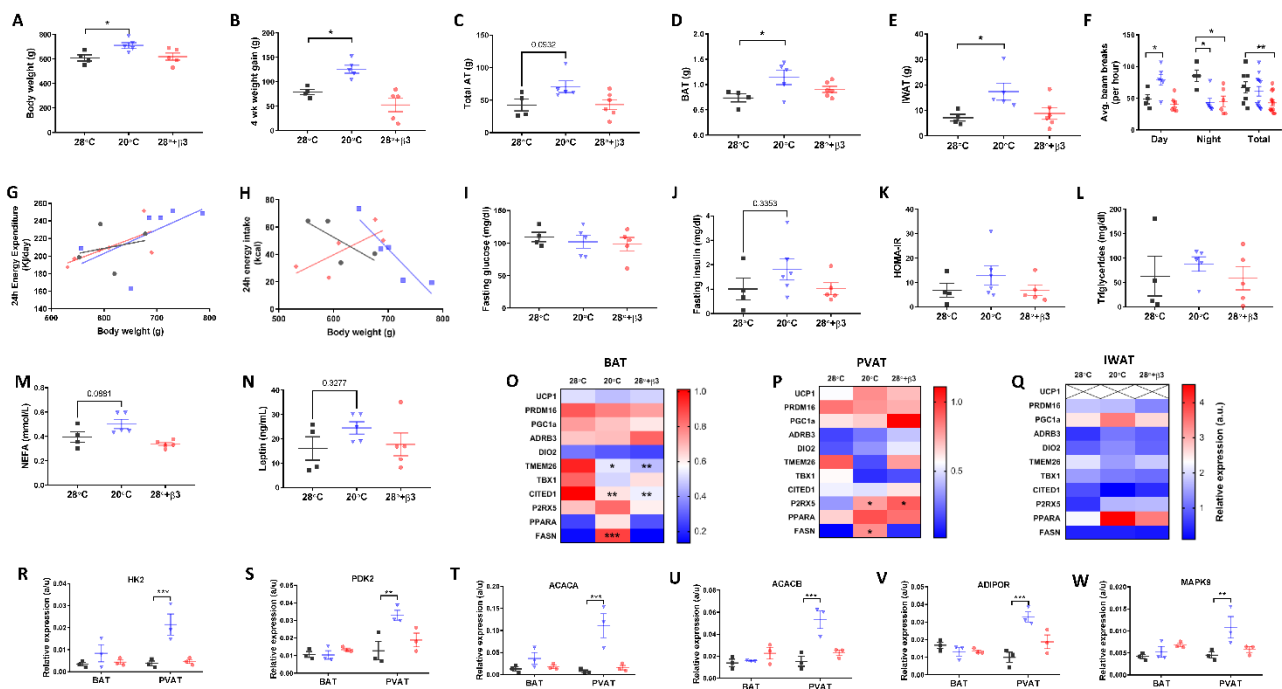 A
Body weight (g)
800
600
400
200
0
*
28°C
20°C
28°+β3
B
4 wk weight gain (g)
200
150
100
50
0
*
28°C
20°C
28°+β3
C
Total AT (g)
150
100
50
0
0.0932
28°C
20°C
28°+β3
D
BAT (g)
2.0
1.5
1.0
0.5
0.0
*
28°C
20°C
28°+β3
E
IWAT (g)
40
30
20
10
0
*
28°C
20°C
28°+β3
F
Avg. beam breaks
(per hour)
150
100
50
0
*
*
*
**
Day
Night
Total
G
24h Energy Expenditure
(KJ/day)
260
240
220
200
180
160
140
600
650
700
750
800
Body weight (g)
H
24h energy intake
(kcal)
80
60
40
20
0
500
600
700
800
Body weight (g)
I
Fasting glucose (mg/dl)
200
150
100
50
0
28°C
20°C
28°+β3
J
Fasting insulin (mg/dl)
5
4
3
2
1
0
0.3353
28°C
20°C
28°+β3
K
HOMA-IR
40
30
20
10
0
28°C
20°C
28°+β3
L
Triglycerides (mg/dl)
200
150
100
50
0
28°C
20°C
28°+β3
M
NEFA
(mmol/L)
0.8
0.6
0.4
0.2
0.0
28°C
20°C
28°+β3
N
Leptin (ng/mL)
50
40
30
20
10
0
0.3277
28°C
20°C
28°+β3
O
BAT
28°C
20°C
28°+β3
UCP1
PRDM16
PGC1a
ADRB3
DIO2
TMEM26
*
**
TBX1
CITED1
**
**
P2RX5
PPARA
FASN
***
1.0
0.8
0.6
0.4
0.2
P
PVAT
28°C
20°C
28°+β3
UCP1
PRDM16
PGC1a
ADRB3
DIO2
TMEM26
TBX1
CITED1
P2RX5
*
*
PPARA
FASN
*
1.0
0.5
Q
IWAT
28°C
20°C
28°+β3
UCP1
PRDM16
PGC1a
ADRB3
DIO2
TMEM26
TBX1
CITED1
P2RX5
PPARA
FASN
4
3
2
1
Relative expression (a.u.)
R
HK2
Relative expression (a/u)
0.04
0.03
0.02
0.01
0.00
***
BAT
PVAT
S
PDK2
Relative expression (a/u)
0.05
0.04
0.03
0.02
0.01
0.00
**
BAT
PVAT
T
ACACA
Relative expression (a/u)
0.20
0.15
0.10
0.05
0.00
***
BAT
PVAT
U
ACACB
Relative expression (a/u)
0.08
0.06
0.04
0.02
0.00
***
BAT
PVAT
V
ADIPOR
Relative expression (a/u)
0.05
0.04
0.03
0.02
0.01
0.00
***
BAT
PVAT
W
MAPK9
Relative expression (a/u)
0.020
0.015
0.010
0.005
0.000
**
BAT
PVAT